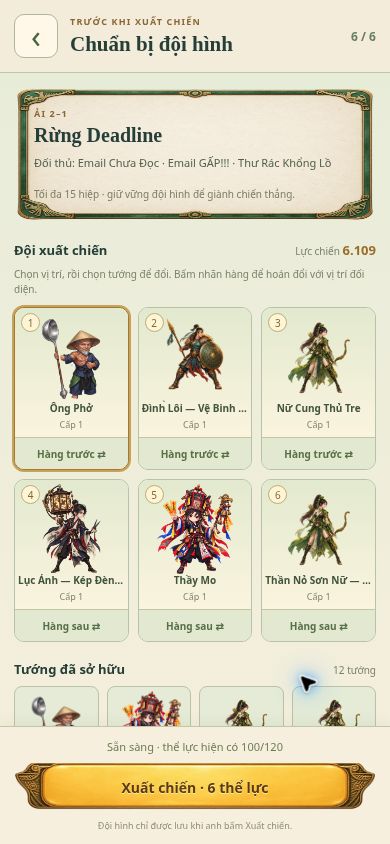 TRƯỚC KHI XUẤT CHIẾN
Chuẩn bị đội hình
6 / 6
ẢI 2–1
Rừng Deadline
Đối thủ: Email Chưa Đọc · Email GẤP!!! · Thư Rác Khổng Lồ
Tối đa 15 hiệp · giữ vững đội hình để giành chiến thắng.
Đội xuất chiến
Lực chiến 6.109
Chọn vị trí, rồi chọn tướng để đổi. Bấm nhãn hàng để hoán đổi với vị trí đối
diện.
1
Ông Phở
Cấp 1
Hàng trước ⇄
2
Đình Lôi — Vệ Binh ...
Cấp 1
Hàng trước ⇄
3
Nữ Cung Thủ Tre
Cấp 1
Hàng trước ⇄
4
Lục Ánh — Kép Đèn...
Cấp 1
Hàng sau ⇄
5
Thầy Mo
Cấp 1
Hàng sau ⇄
6
Thần Nỏ Sơn Nữ — ...
Cấp 1
Hàng sau ⇄
Tướng đã sở hữu
12 tướng
Sẵn sàng · thể lực hiện có 100/120
Xuất chiến · 6 thể lực
Đội hình chỉ được lưu khi anh bấm Xuất chiến.